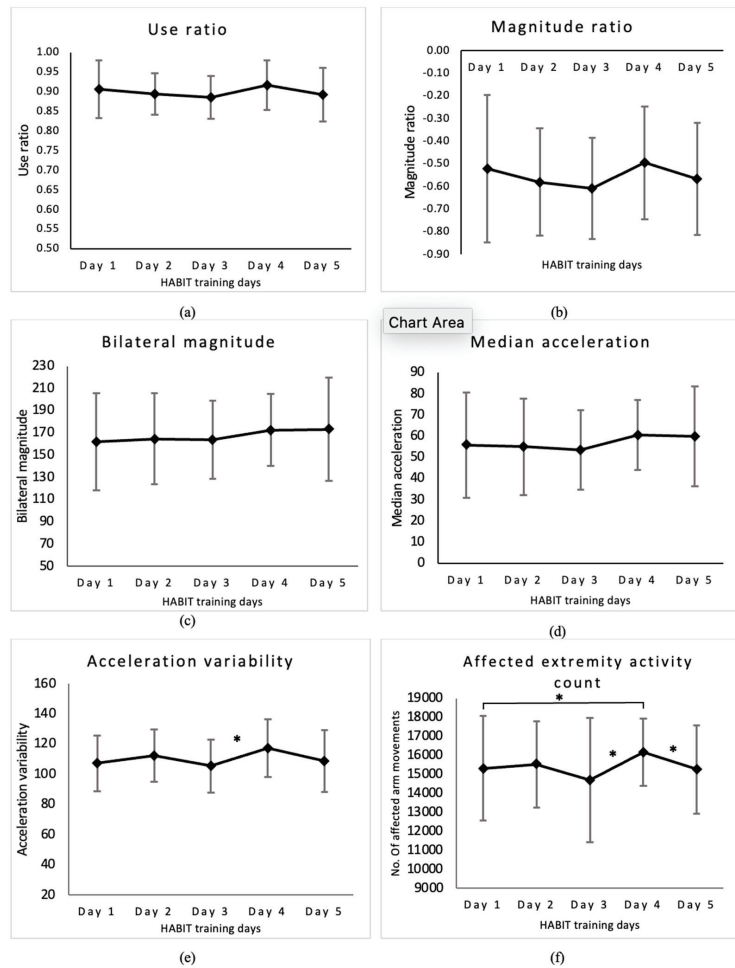 Use ratio
1.00
0.95
0.90
0.85
0.80
0.75
0.70
0.65
0.60
0.55
0.50
Use ratio
Day 1 Day 2 Day 3 Day 4 Day 5
HABIT training days
(a)
Magnitude ratio
0.00
-0.10
-0.20
-0.30
-0.40
-0.50
-0.60
-0.70
-0.80
-0.90
Magnitude ratio
Day 1 Day 2 Day 3 Day 4 Day 5
HABIT training days
(b)
Chart Area
Bilateral magnitude
230
210
190
170
150
130
110
90
70
50
Bilateral magnitude
Day 1 Day 2 Day 3 Day 4 Day 5
HABIT training days
(c)
Median acceleration
90
80
70
60
50
40
30
20
10
0
Median acceleration
Day 1 Day 2 Day 3 Day 4 Day 5
HABIT training days
(d)
Acceleration variability
160
140
120
100
80
60
40
20
Acceleration variability
*
Day 1 Day 2 Day 3 Day 4 Day 5
HABIT training days
(e)
Affected extremity activity
count
19000
18000
17000
16000
15000
14000
13000
12000
11000
10000
9000
No. Of affected arm movements
*
* *
Day 1 Day 2 Day 3 Day 4 Day 5
HABIT training days
(f)